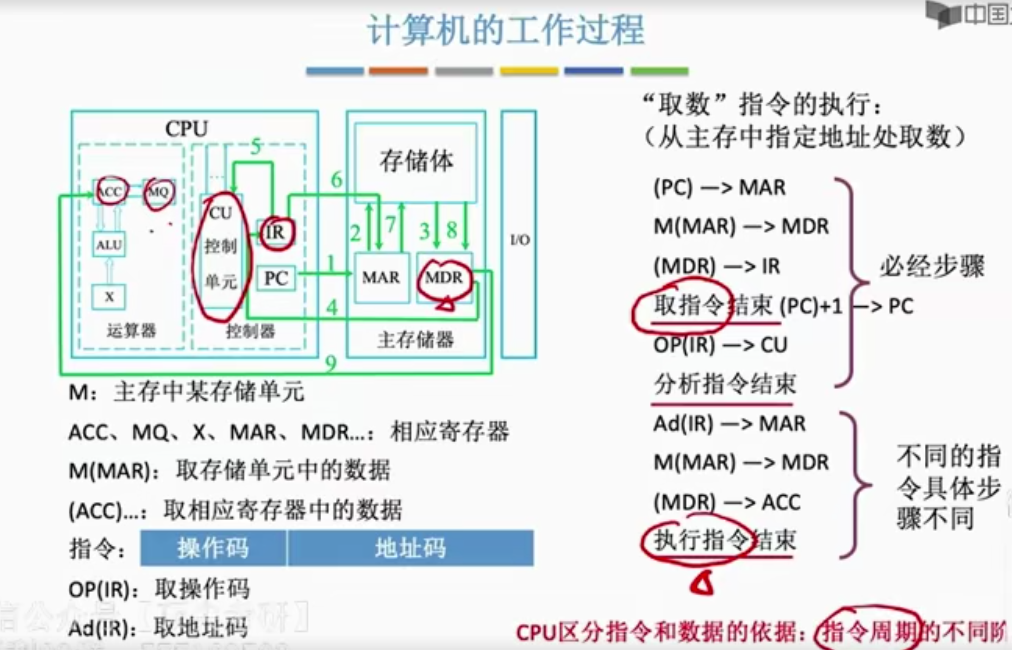 中国
计算机的工作过程
CPU
ACC
MQ
ALU
X
运算器
...
CU
控制
单元
IR
PC
控制器
5
6
1
4
9
存储体
2
7
3
8
MAR
MDR
主存储器
I/O
M：主存中某存储单元
ACC、MQ、X、MAR、MDR...：相应寄存器
M(MAR)：取存储单元中的数据
(ACC)...：取相应寄存器中的数据
指令：
操作码
地址码
OP(IR)：取操作码
Ad(IR)：取地址码
“取数”指令的执行：
（从主存中指定地址处取数）
(PC) —> MAR
M(MAR) —> MDR
(MDR) —> IR
取指令结束 (PC)+1 —> PC
OP(IR) —> CU
分析指令结束
必经步骤
Ad(IR) —> MAR
M(MAR) —> MDR
(MDR) —> ACC
执行指令结束
不同的指
令具体步
骤不同
CPU区分指令和数据的依据：指令周期的不同阶